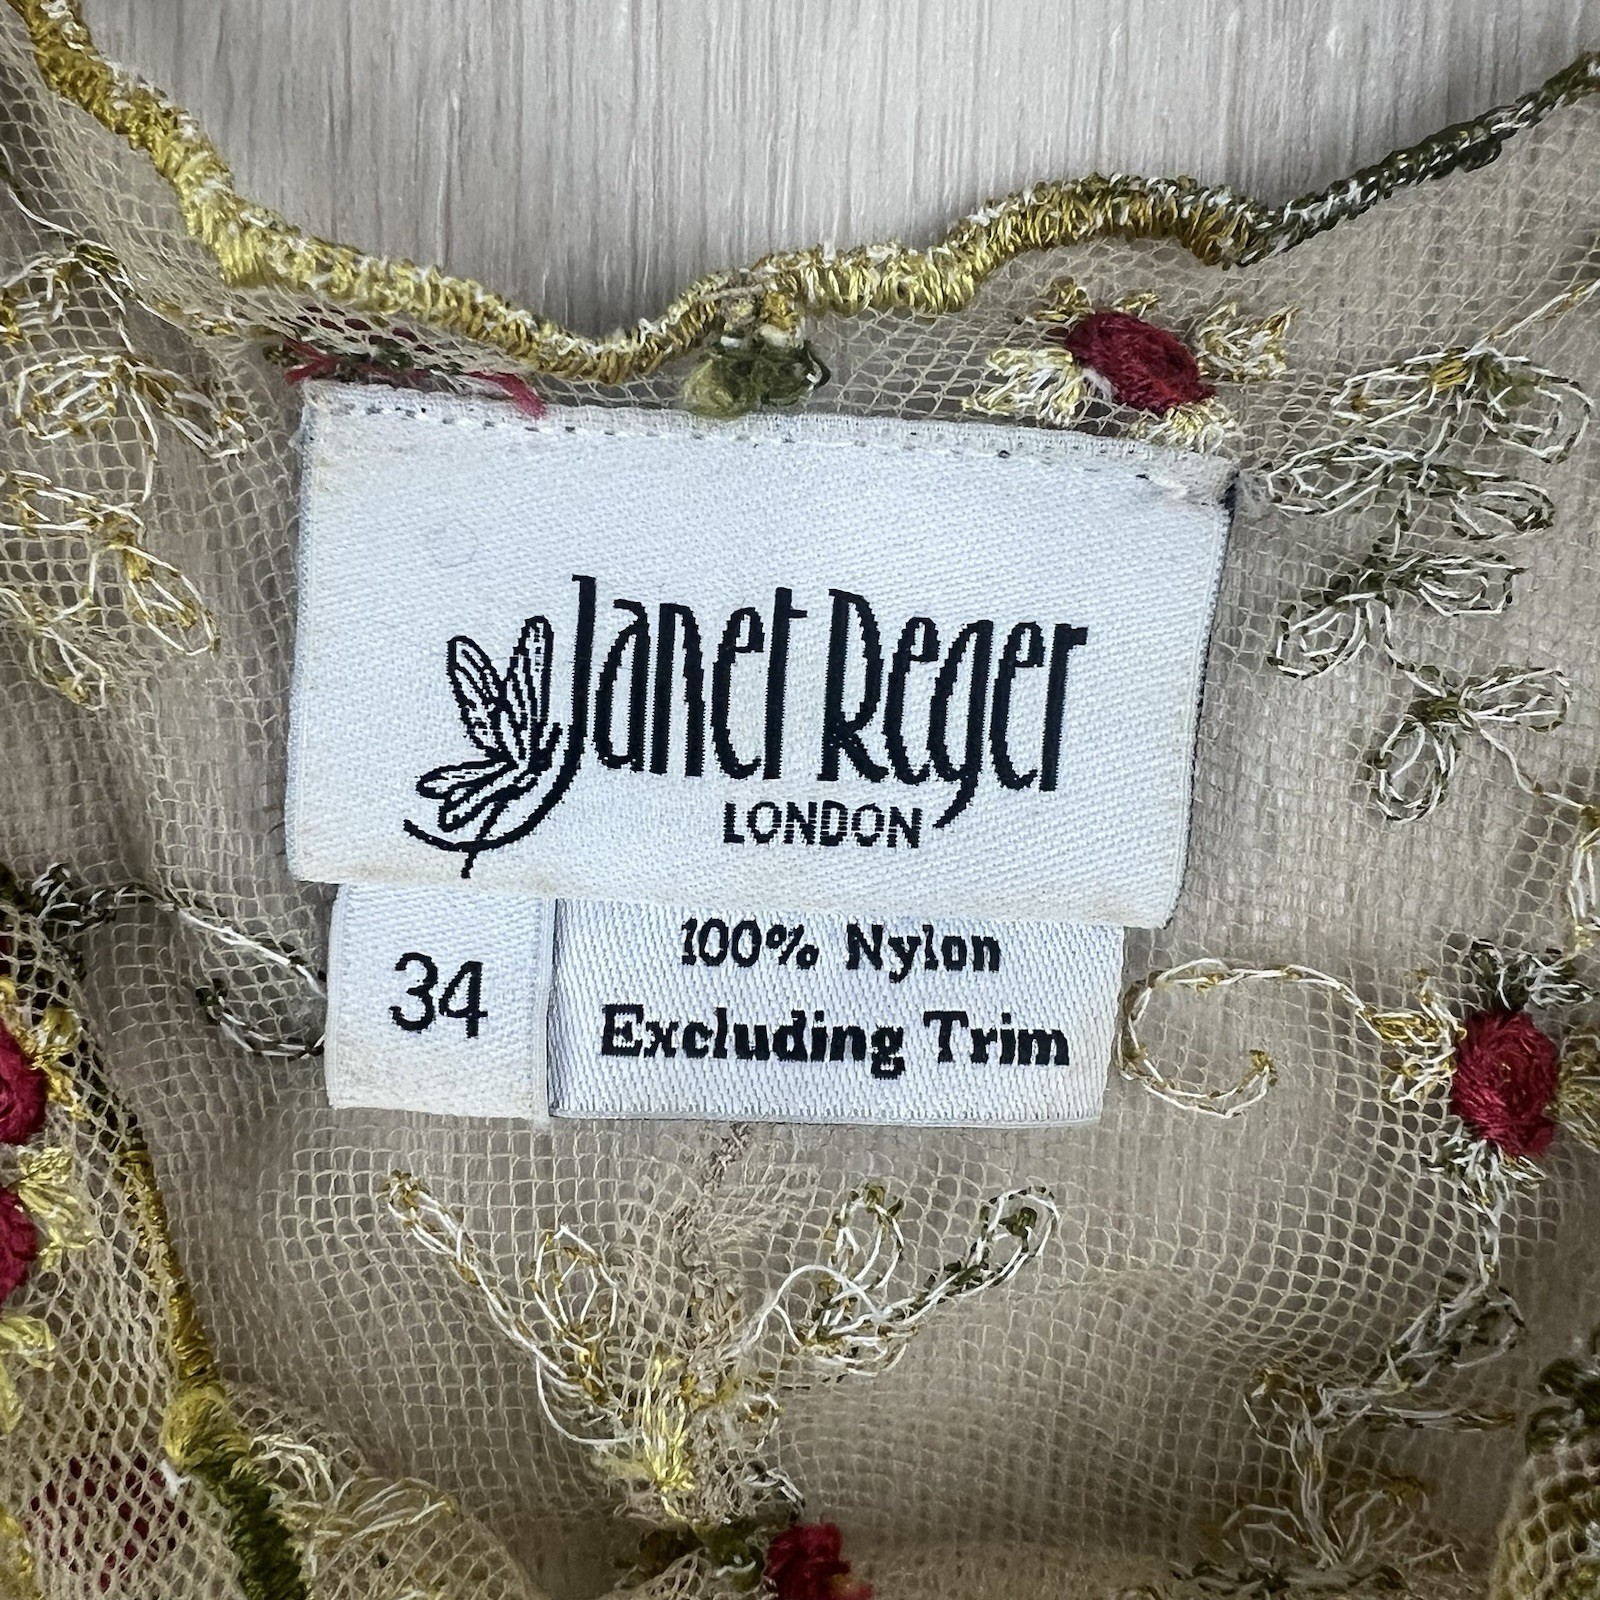 Janet Reger
LONDON
34
100% Nylon
Excluding Trim